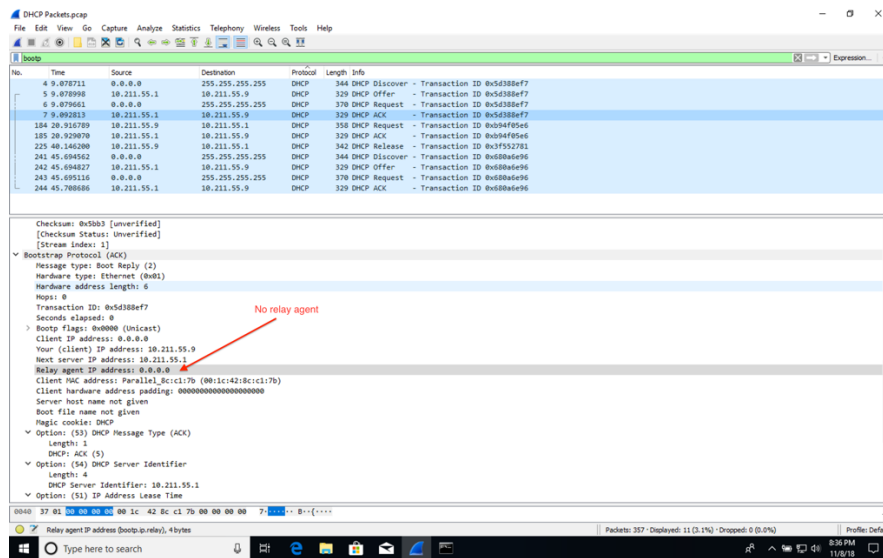 DHCP Packets.pcap
File Edit View Go Capture Analyze Statistics Telephony Wireless Tools Help
bootp
Expression...
No. Time Source Destination Protocol Length Info
4 9.078711 0.0.0.0 255.255.255.255 DHCP 344 DHCP Discover - Transaction ID 0x5d388ef7
5 9.078998 10.211.55.1 10.211.55.9 DHCP 329 DHCP Offer - Transaction ID 0x5d388ef7
6 9.079661 0.0.0.0 255.255.255.255 DHCP 370 DHCP Request - Transaction ID 0x5d388ef7
7 9.092813 10.211.55.1 10.211.55.9 DHCP 329 DHCP ACK - Transaction ID 0x5d388ef7
184 20.916789 10.211.55.9 10.211.55.1 DHCP 358 DHCP Request - Transaction ID 0xb94f05e6
185 20.929070 10.211.55.1 10.211.55.9 DHCP 329 DHCP ACK - Transaction ID 0xb94f05e6
225 40.146200 10.211.55.9 10.211.55.1 DHCP 342 DHCP Release - Transaction ID 0x3f552781
241 45.694562 0.0.0.0 255.255.255.255 DHCP 344 DHCP Discover - Transaction ID 0x680a6e96
242 45.694827 10.211.55.1 10.211.55.9 DHCP 329 DHCP Offer - Transaction ID 0x680a6e96
243 45.695116 0.0.0.0 255.255.255.255 DHCP 370 DHCP Request - Transaction ID 0x680a6e96
244 45.708686 10.211.55.1 10.211.55.9 DHCP 329 DHCP ACK - Transaction ID 0x680a6e96
Checksum: 0x5bb3 [unverified]
[Checksum Status: Unverified]
[Stream index: 1]
Bootstrap Protocol (ACK)
Message type: Boot Reply (2)
Hardware type: Ethernet (0x01)
Hardware address length: 6
Hops: 0
Transaction ID: 0x5d388ef7
No relay agent
Seconds elapsed: 0
Bootp flags: 0x0000 (Unicast)
Client IP address: 0.0.0.0
Your (client) IP address: 10.211.55.9
Next server IP address: 10.211.55.1
Relay agent IP address: 0.0.0.0
Client MAC address: Parallel_8c:c1:7b (00:1c:42:8c:c1:7b)
Client hardware address padding: 00000000000000000000
Server host name not given
Boot file name not given
Magic cookie: DHCP
Option: (53) DHCP Message Type (ACK)
Length: 1
DHCP: ACK (5)
Option: (54) DHCP Server Identifier
Length: 4
DHCP Server Identifier: 10.211.55.1
Option: (51) IP Address Lease Time
0040 37 01 00 00 00 00 00 1c 42 8c c1 7b 00 00 00 00 7······· B··{····
Relay agent IP address (bootp.ip.relay), 4 bytes
Packets: 357 · Displayed: 11 (3.1%) · Dropped: 0 (0.0%)
Profile: Defa
Type here to search
8:36 PM
11/8/18